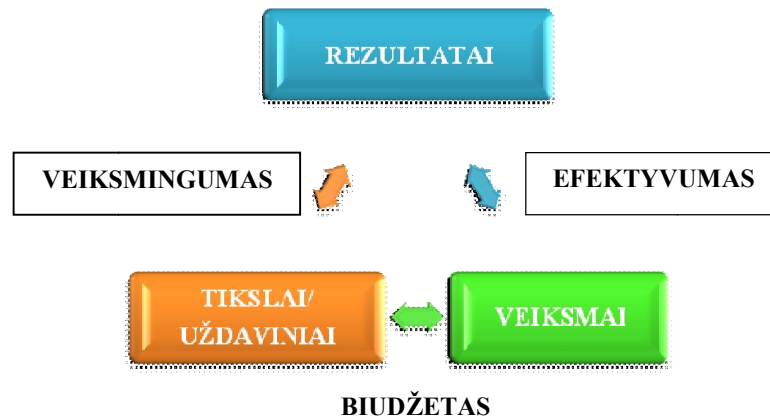 REZULTATAI
VEIKSMINGUMAS
EFEKTYVUMAS
TIKSLAI/
UŽDAVINIAI
VEIKSMAI
BIUDŽETAS